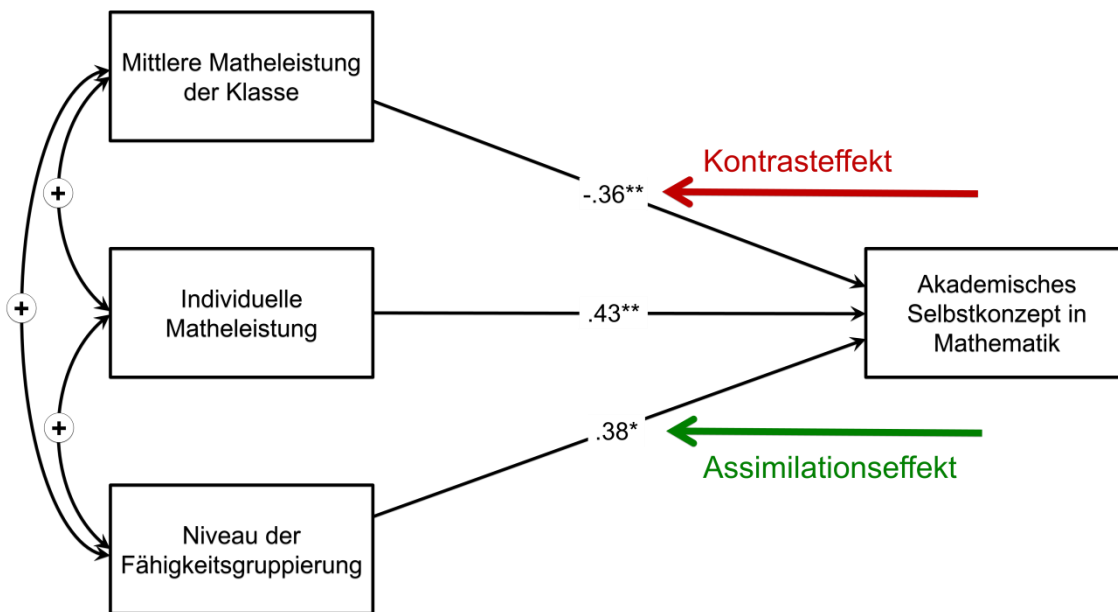 Mittlere Matheleistung
der Klasse
Kontrasteffekt
-.36**
+
Individuelle
Matheleistung
.43**
Akademisches
Selbstkonzept in
Mathematik
+
+
.38*
Assimilationseffekt
Niveau der
Fähigkeitsgruppierung